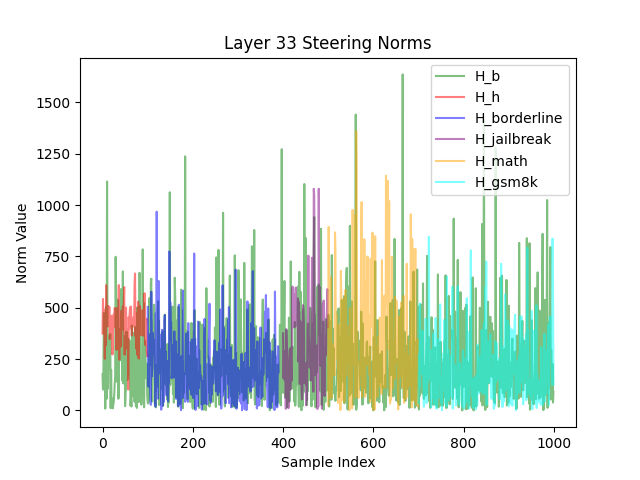 Layer 33 Steering Norms
Norm Value
1500
1250
1000
750
500
250
0
0
200
400
600
800
1000
Sample Index
H_b
H_h
H_borderline
H_jailbreak
H_math
H_gsm8k